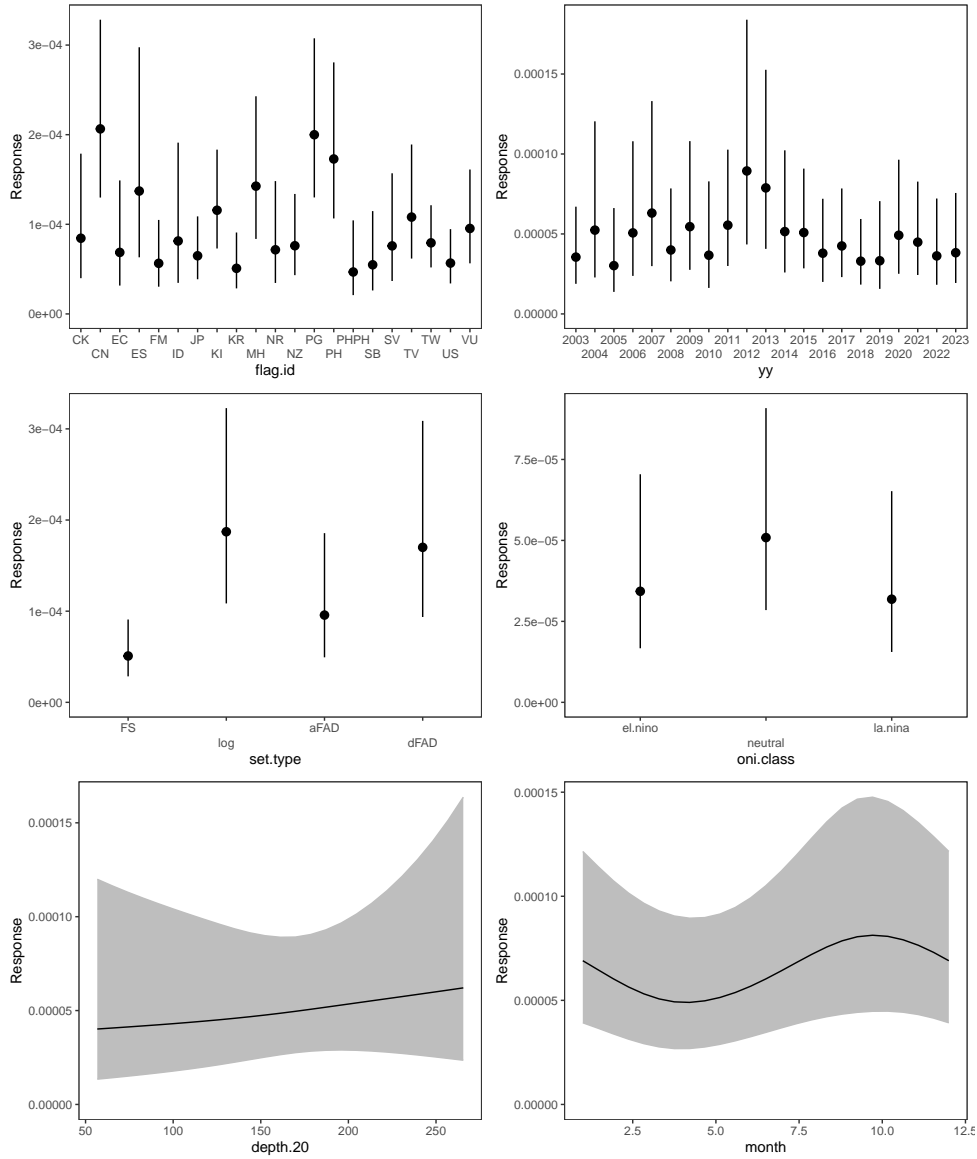 Response
3e−04
2e−04
1e−04
0e+00
CK EC FM JP KR NR PG PHPH SV TW VU
CN ES ID KI MH NZ PH SB TV US
flag.id
Response
0.00015
0.00010
0.00005
0.00000
2003 2005 2007 2009 2011 2013 2015 2017 2019 2021 2023
2004 2006 2008 2010 2012 2014 2016 2018 2020 2022
yy
Response
3e−04
2e−04
1e−04
0e+00
FS aFAD
log dFAD
set.type
Response
7.5e−05
5.0e−05
2.5e−05
0.0e+00
el.nino la.nina
neutral
oni.class
Response
0.00015
0.00010
0.00005
0.00000
50 100 150 200 250
depth.20
Response
0.00015
0.00010
0.00005
0.00000
2.5 5.0 7.5 10.0 12.5
month